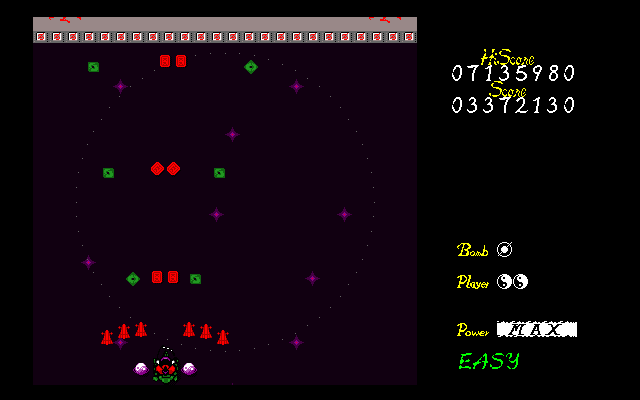 HiScore
07135980
Score
03372130
Bomb
Player
Power MAX
EASY